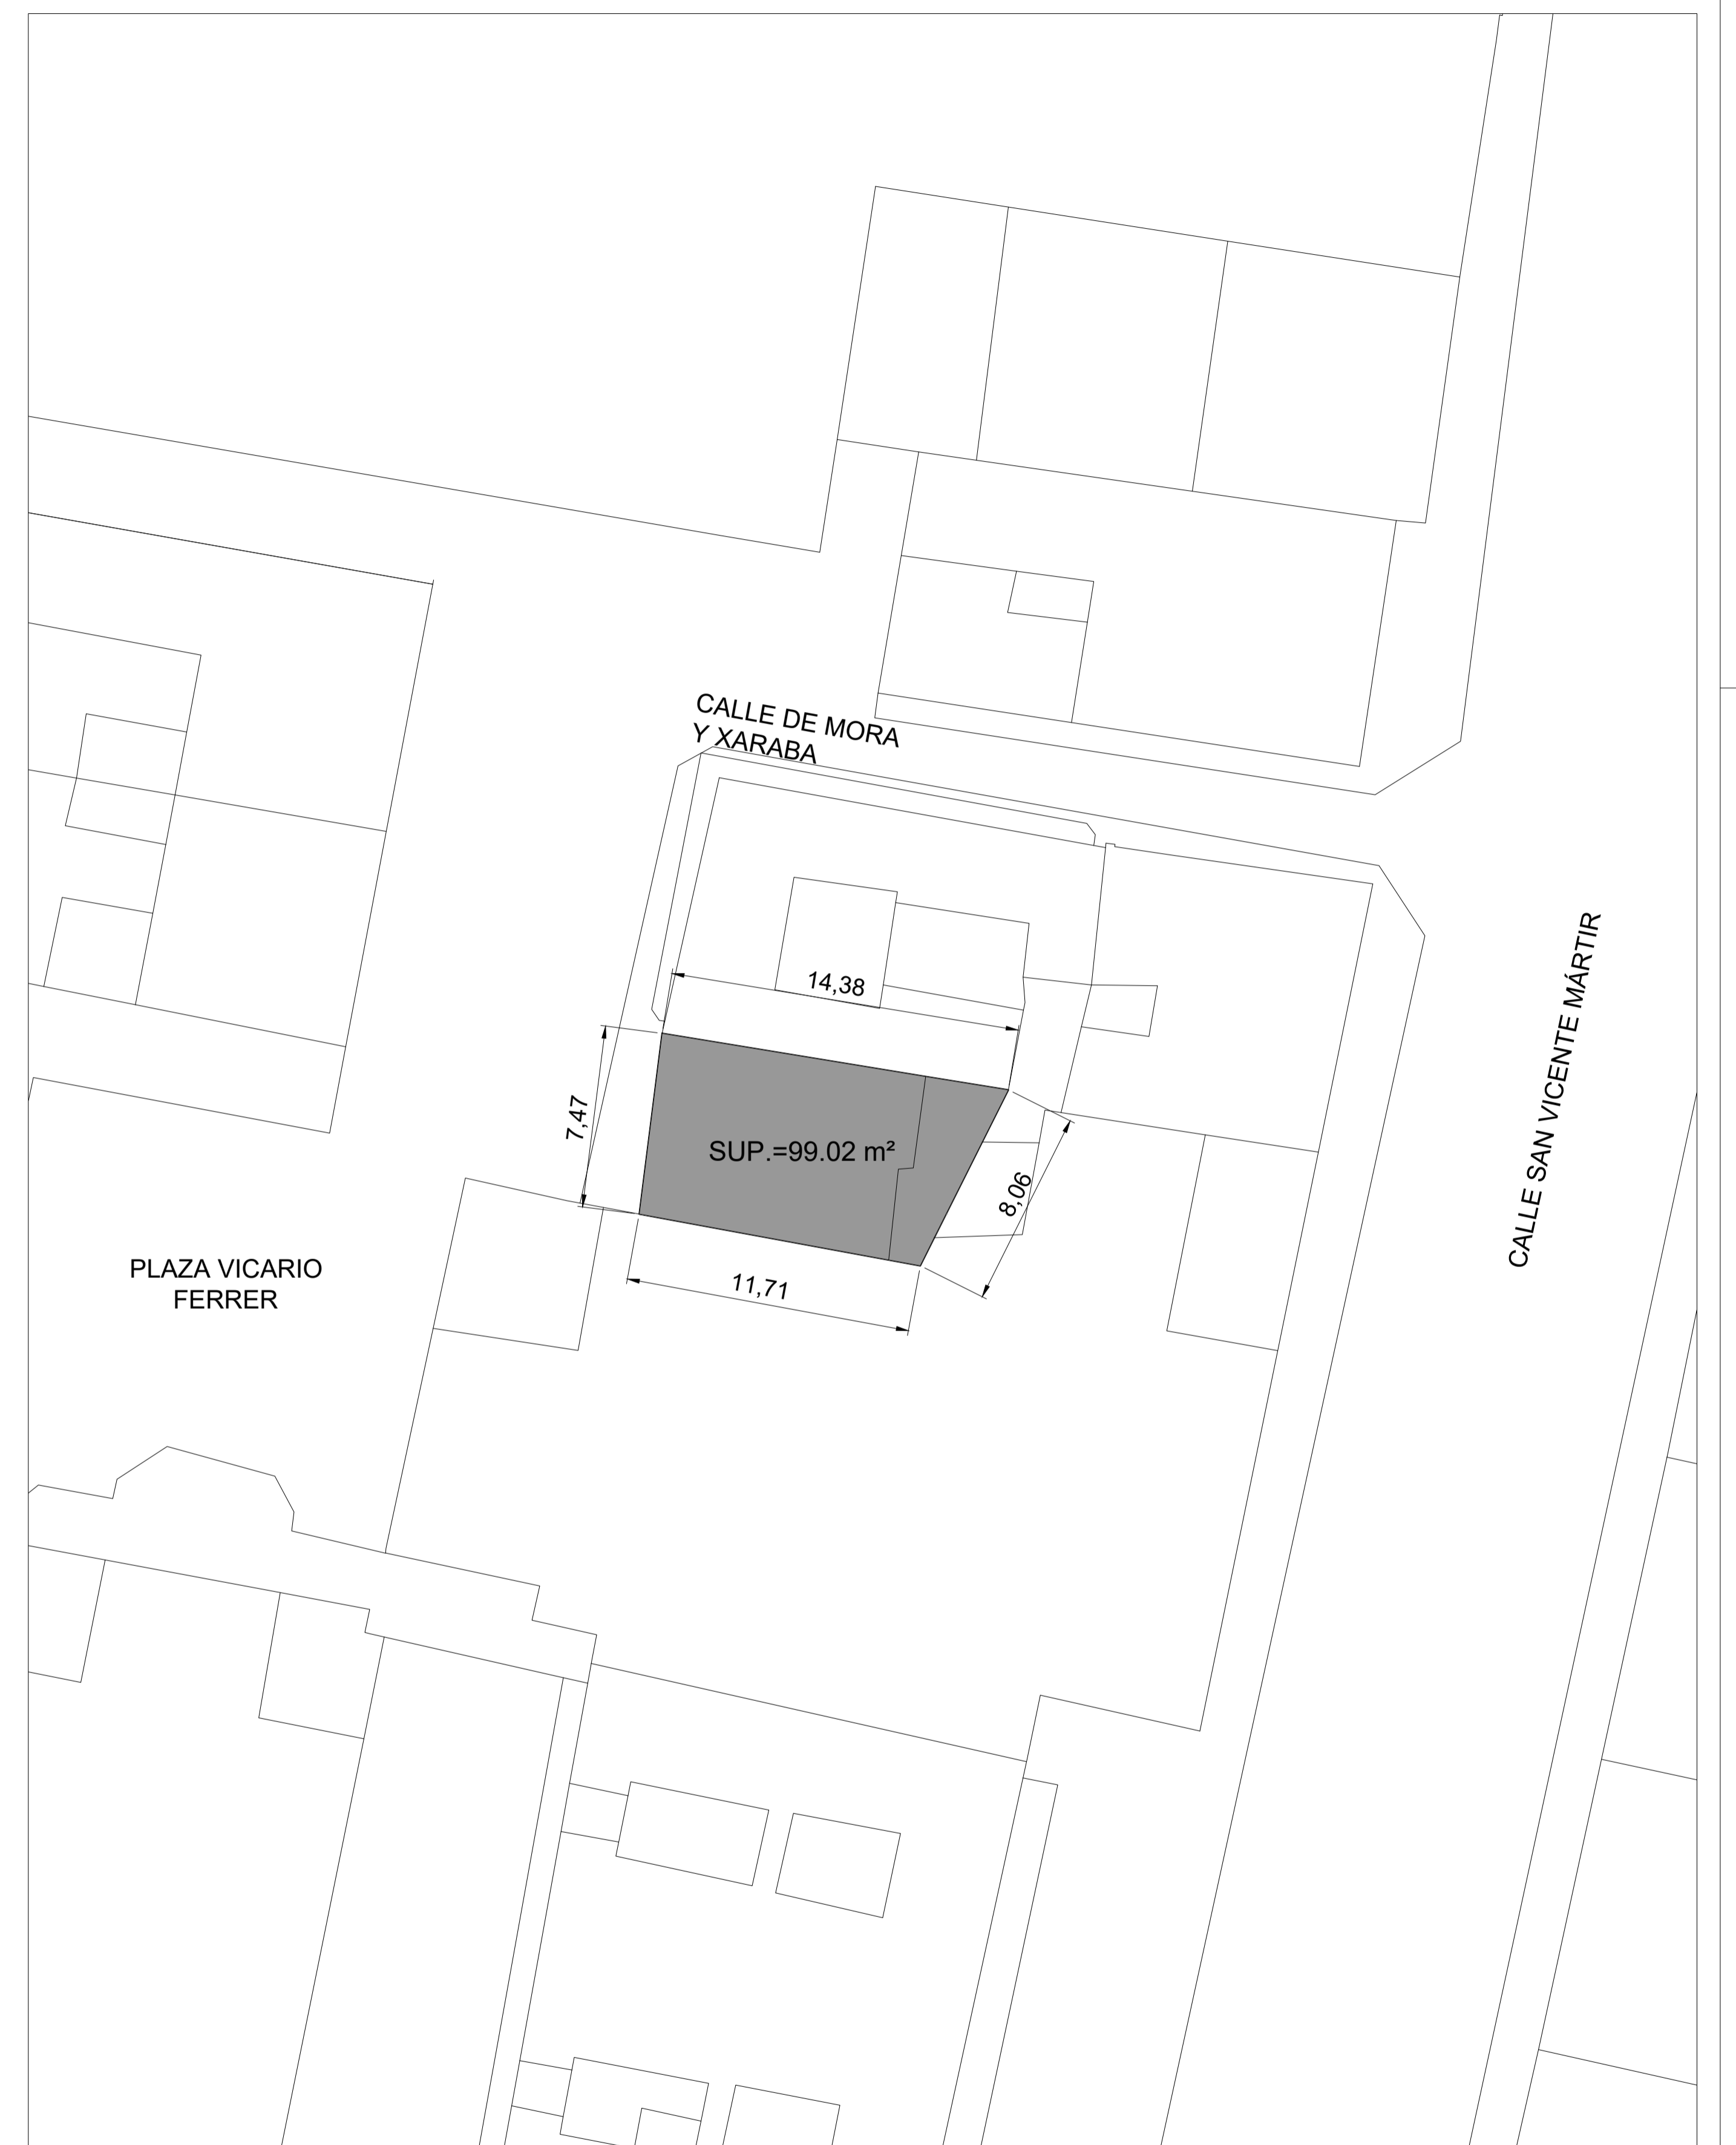 CALLE DE MORA
Y XARABA
14,38
7,47
SUP.=99.02 m²
8,06
11,71
CALLE SAN VICENTE MÁRTIR
PLAZA VICARIO
FERRER